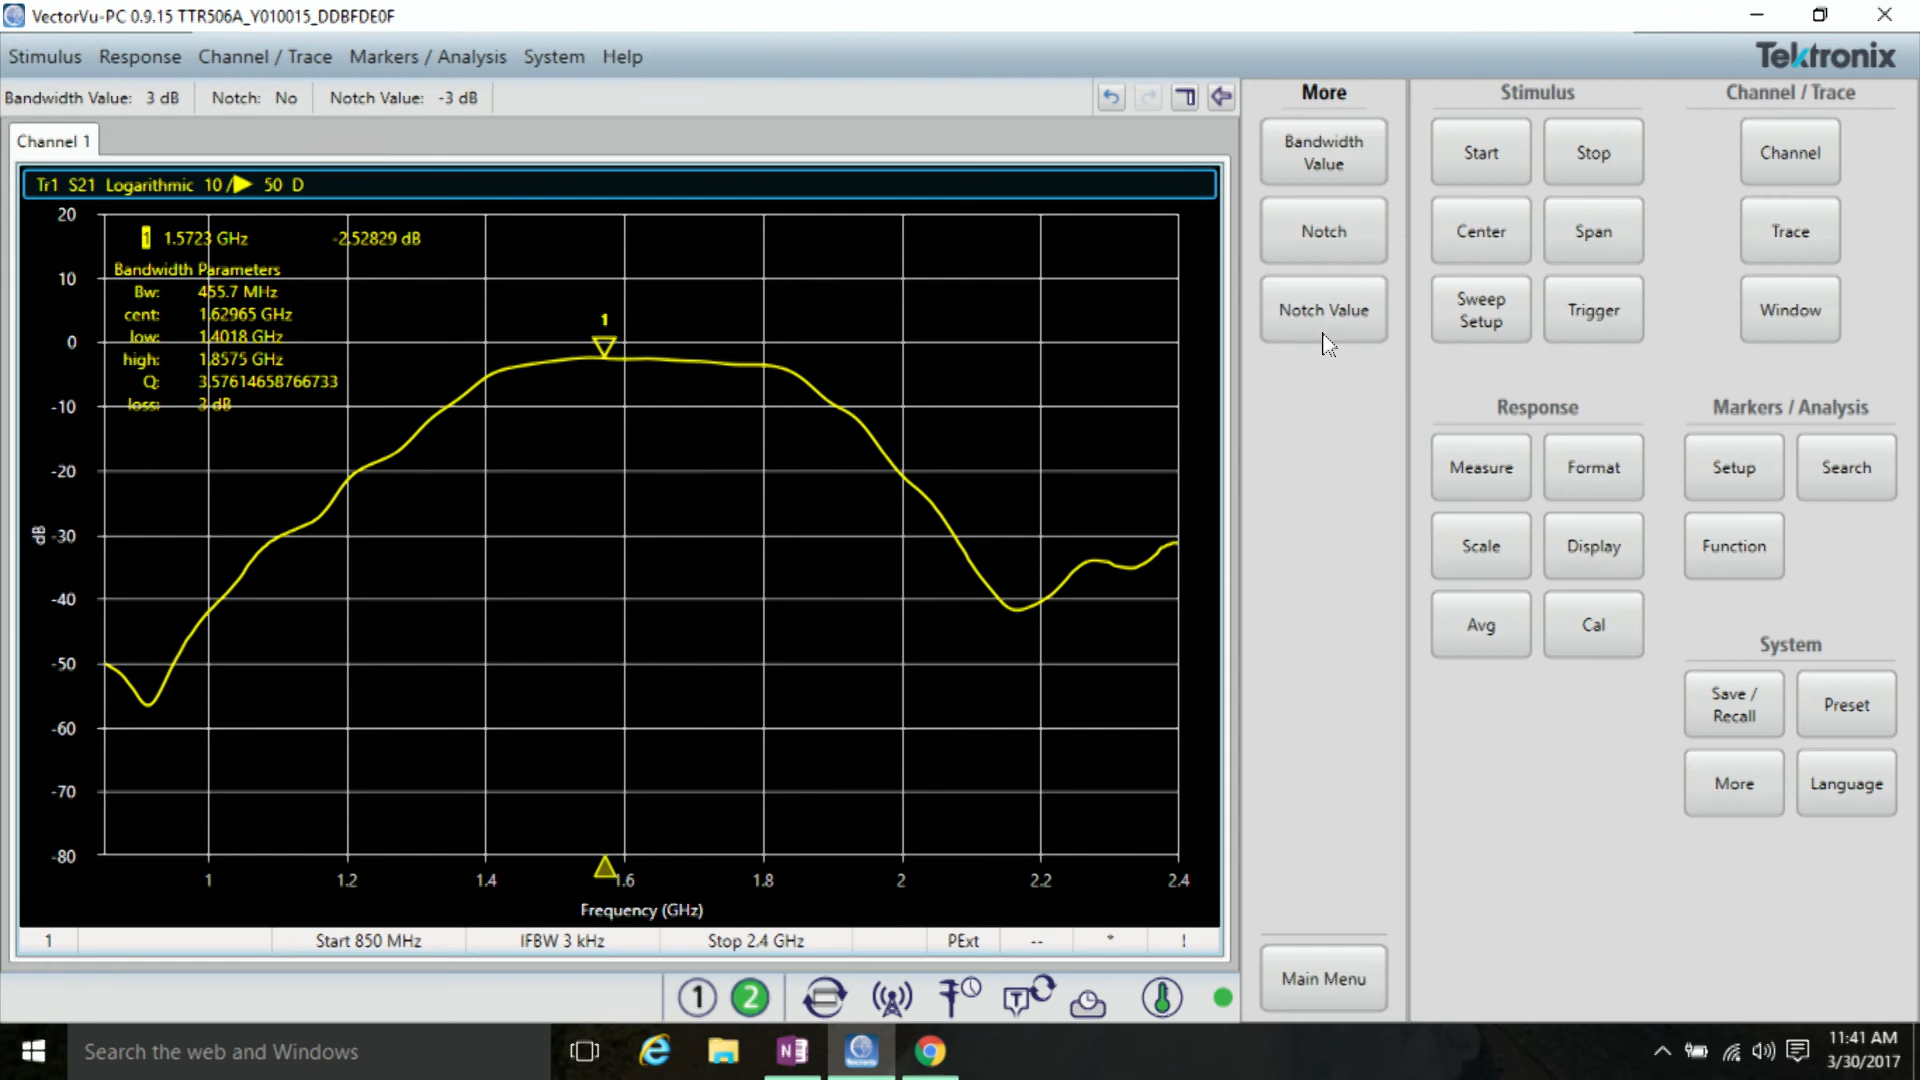 VectorVu-PC 0.9.15 TTR506A_Y010015_DDBFDE0F
Stimulus Response Channel / Trace Markers / Analysis System Help
Tektronix
Bandwidth Value: 3 dB Notch: No Notch Value: -3 dB
Channel 1
Tr1 S21 Logarithmic 10 / 50 D
1 1.5723 GHz -2.52829 dB
Bandwidth Parameters
Bw: 455.7 MHz
cent: 1.62965 GHz
low: 1.4018 GHz
high: 1.8575 GHz
Q: 3.57614658766733
loss: 3 dB
1
20
10
0
-10
-20
-30
-40
-50
-60
-70
-80
dB
1 1.2 1.4 1.6 1.8 2 2.2 2.4
Frequency (GHz)
1 Start 850 MHz IFBW 3 kHz Stop 2.4 GHz PExt -- * !
1 2 T
More
Bandwidth
Value
Notch
Notch Value
Main Menu
Stimulus
Start Stop
Center Span
Sweep
Setup
Trigger
Response
Measure Format
Scale Display
Avg Cal
Channel / Trace
Channel
Trace
Window
Markers / Analysis
Setup Search
Function
System
Save /
Recall
Preset
More Language
Search the web and Windows
N
11:41 AM
3/30/2017